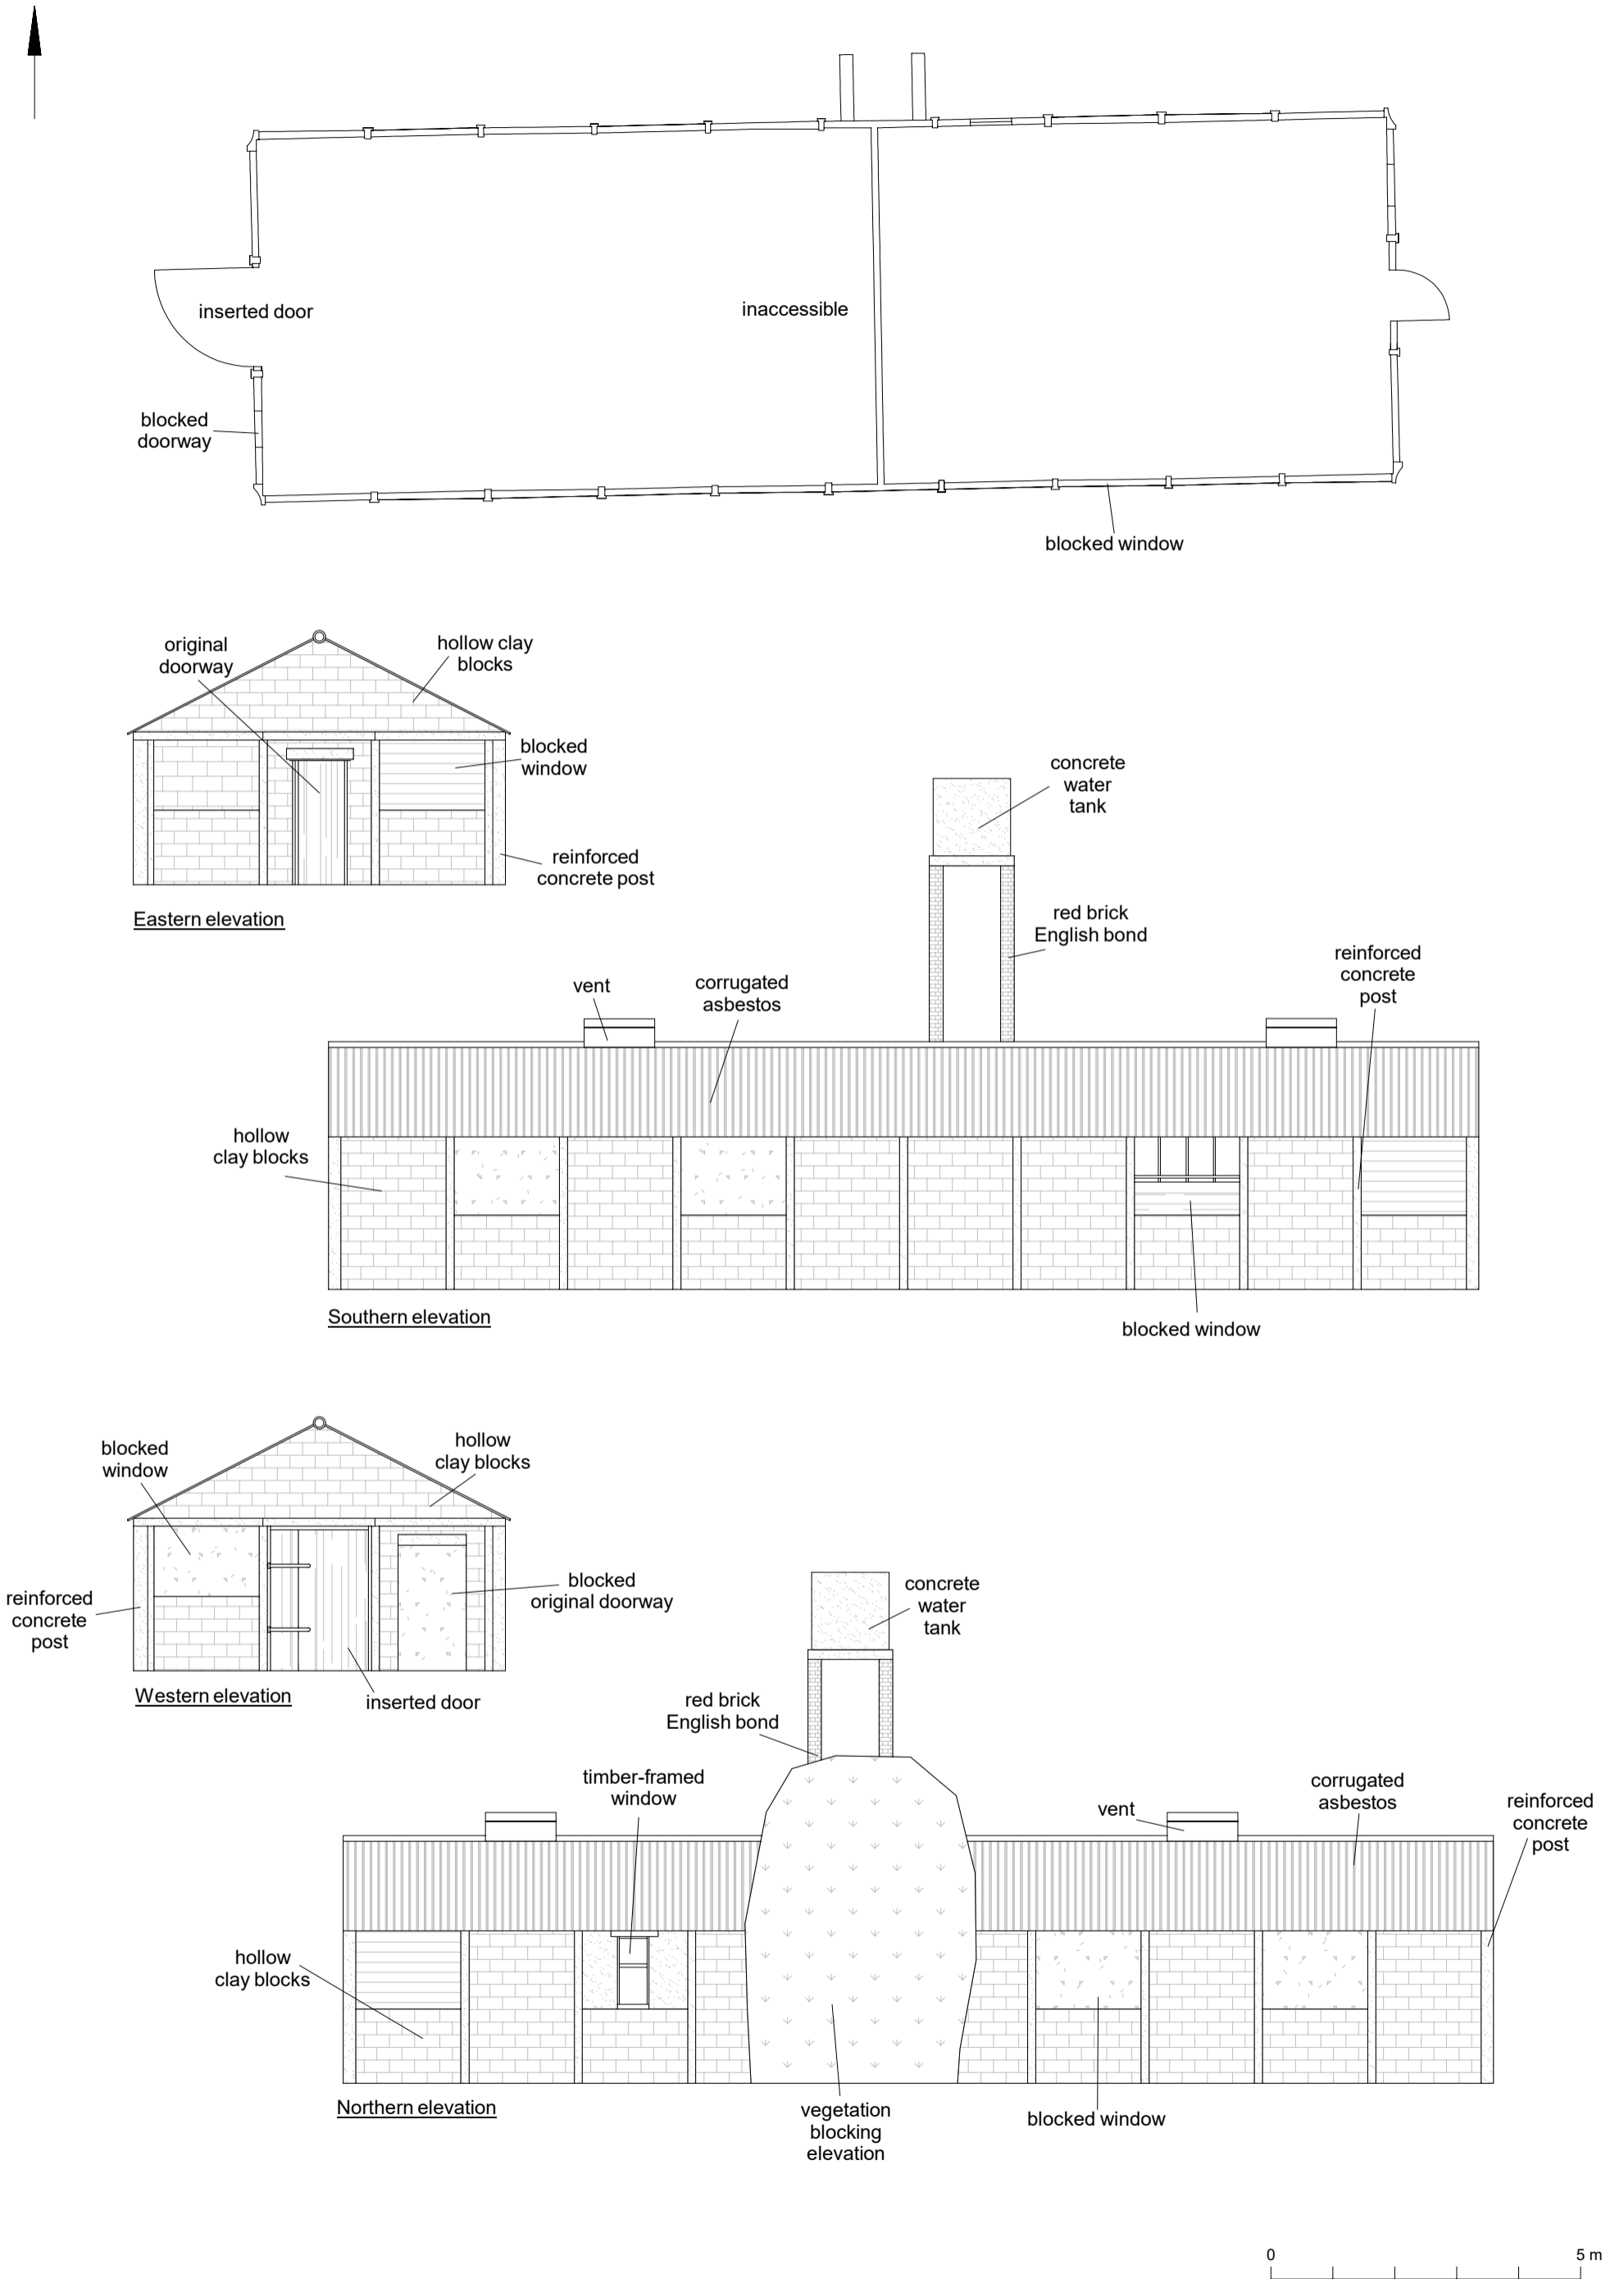 inserted door
inaccessible
blocked
doorway
blocked window
original
doorway
hollow clay
blocks
blocked
window
reinforced
concrete post
Eastern elevation
concrete
water
tank
red brick
English bond
reinforced
concrete
post
vent
corrugated
asbestos
hollow
clay blocks
Southern elevation
blocked window
blocked
window
hollow
clay blocks
reinforced
concrete
post
blocked
original doorway
Western elevation
inserted door
concrete
water
tank
red brick
English bond
timber-framed
window
vent
corrugated
asbestos
reinforced
concrete
post
hollow
clay blocks
Northern elevation
vegetation
blocking
elevation
blocked window
0
5 m